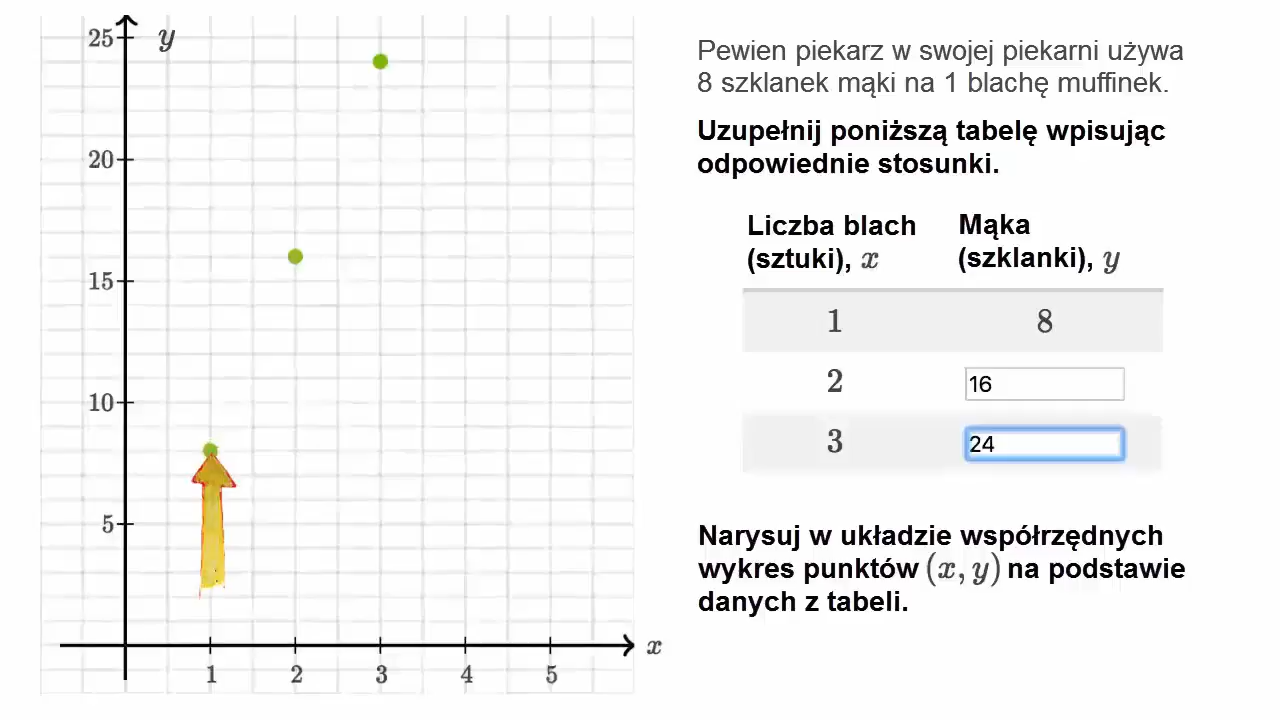 Pewien piekarz w swojej piekarni używa
8 szklanek mąki na 1 blachę muffinek.
Uzupełnij poniższą tabelę wpisując
odpowiednie stosunki.
Liczba blach (sztuki), x
Mąka (szklanki), y
1 8
2 16
3 24
Narysuj w układzie współrzędnych
wykres punktów (x, y) na podstawie
danych z tabeli.
y
25
20
15
10
5
x
1 2 3 4 5